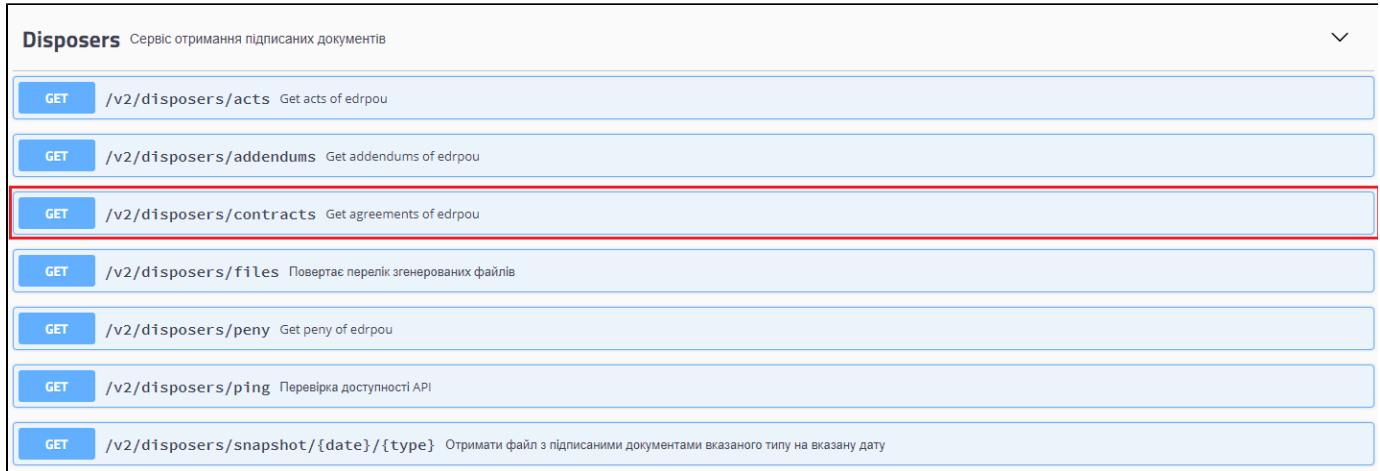 Disposers Сервіс отримання підписаних документів
GET /v2/disposers/acts Get acts of edrpou
GET /v2/disposers/addendums Get addendums of edrpou
GET /v2/disposers/contracts Get agreements of edrpou
GET /v2/disposers/files Повертає перелік згенерованих файлів
GET /v2/disposers/peny Get peny of edrpou
GET /v2/disposers/ping Перевірка доступності API
GET /v2/disposers/snapshot/{date}/{type} Отримати файл з підписаними документами вказаного типу на вказану дату